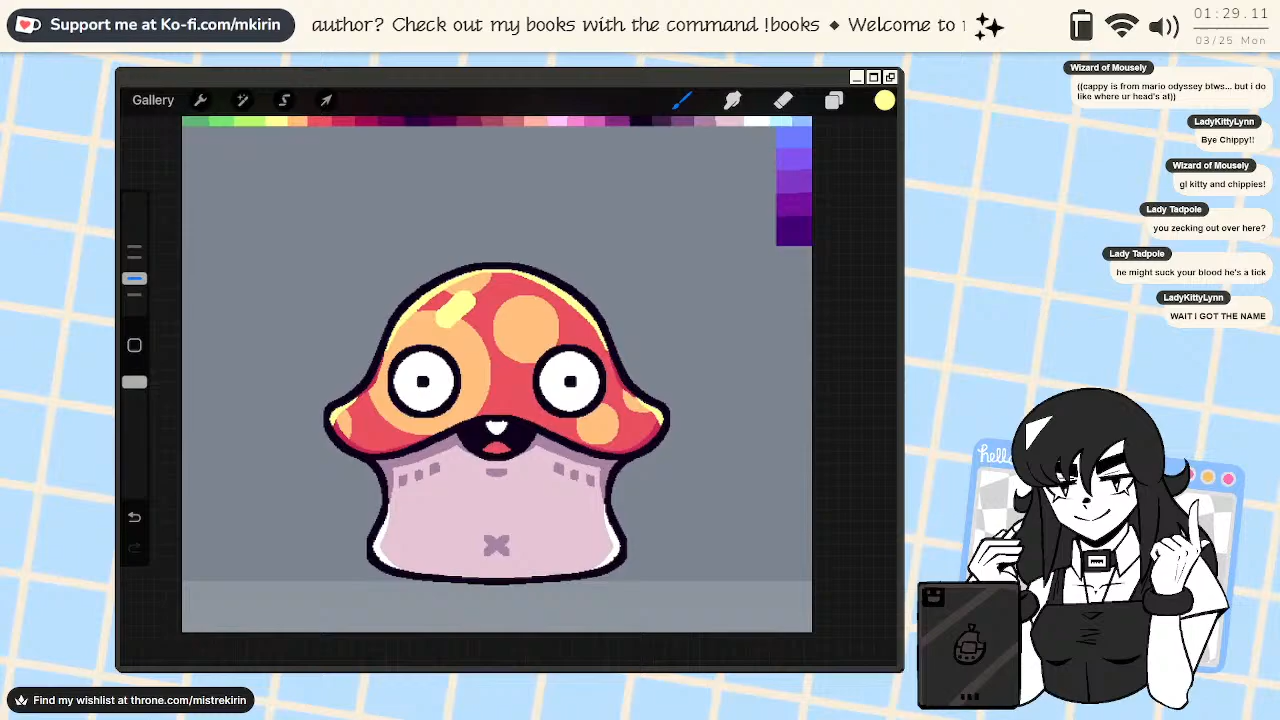 Support me at Ko-fi.com/mkirin
author? Check out my books with the command !books ◆ Welcome to
01:29.11
03/25 Mon
Wizard of Mousely
((cappy is from mario odyssey btws... but i do
like where ur head's at))
LadyKittyLynn
Bye Chippy!!
Wizard of Mousely
gl kitty and chippies!
Lady Tadpole
you zecking out over here?
Lady Tadpole
he might suck your blood he's a tick
LadyKittyLynn
WAIT I GOT THE NAME
Gallery
hello
Find my wishlist at throne.com/mistrekirin